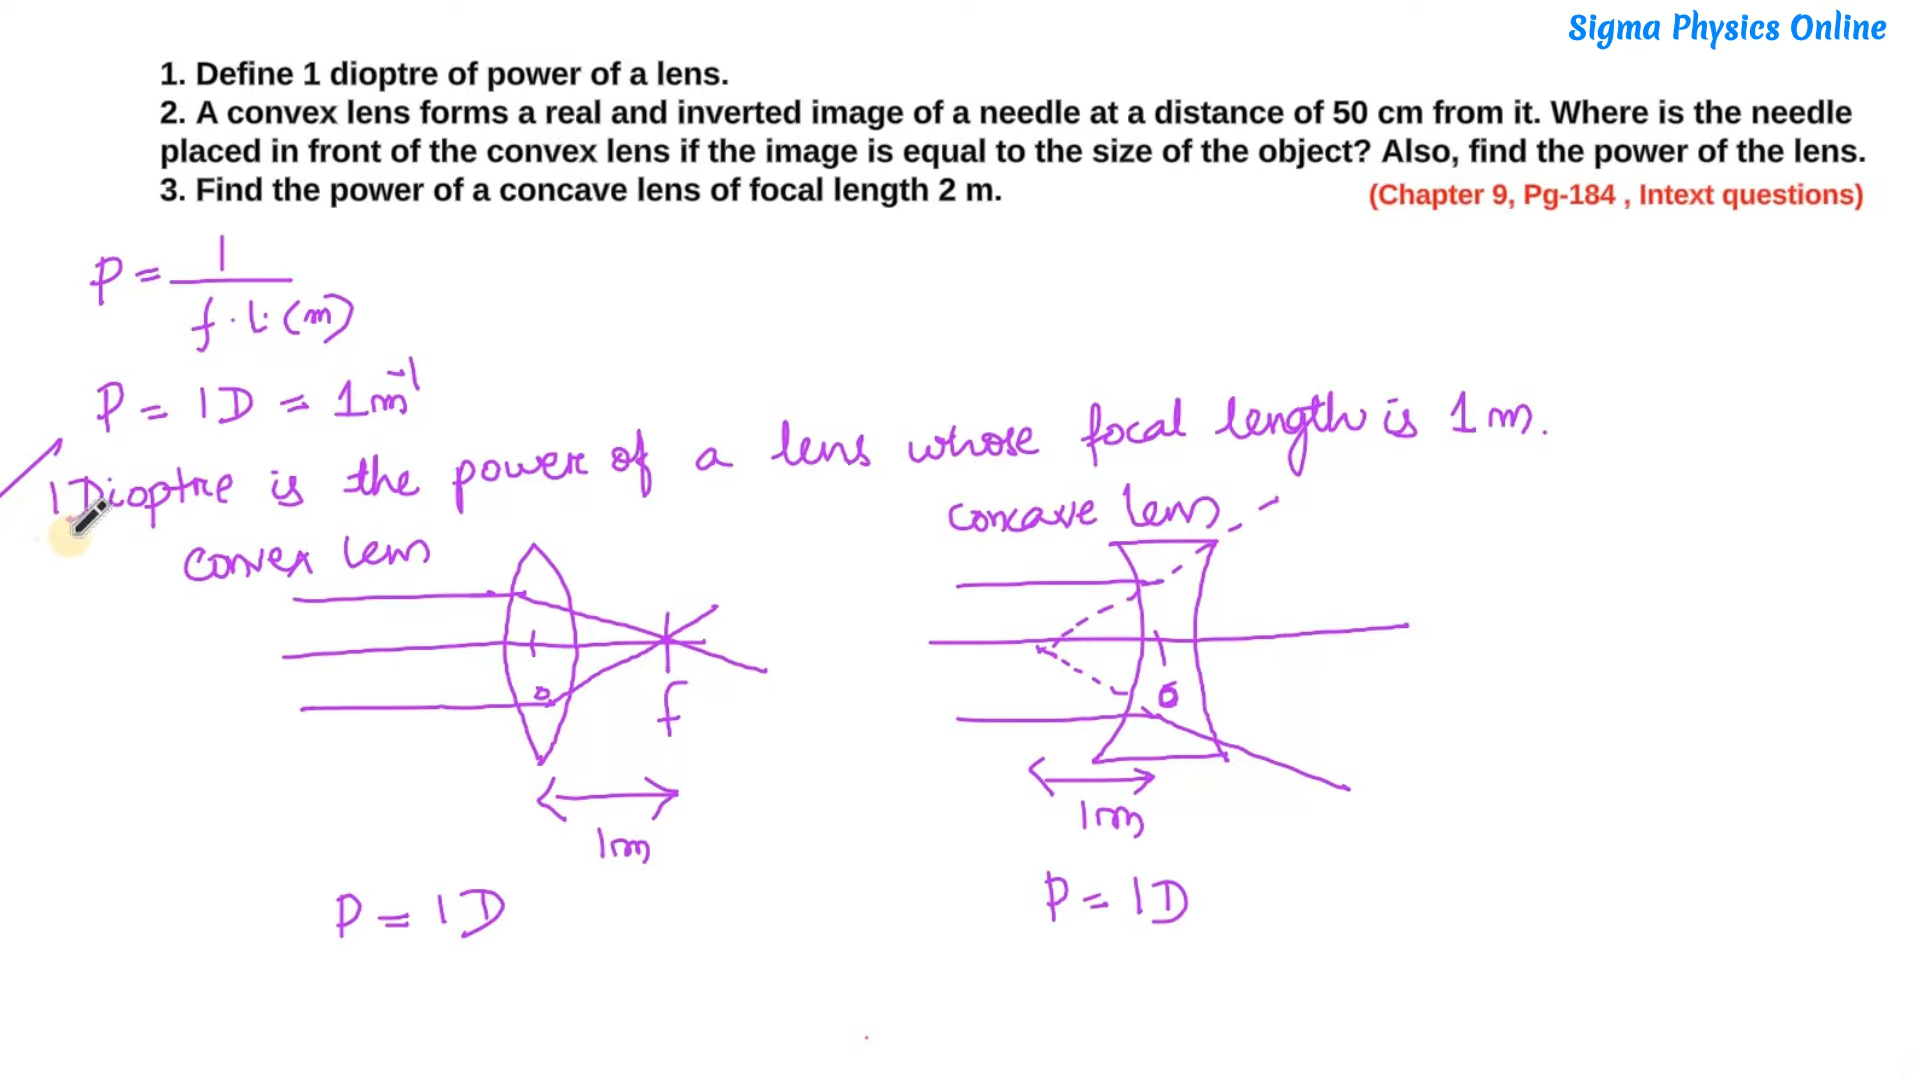 Sigma Physics Online
1. Define 1 dioptre of power of a lens.
2. A convex lens forms a real and inverted image of a needle at a distance of 50 cm from it. Where is the needle
placed in front of the convex lens if the image is equal to the size of the object? Also, find the power of the lens.
3. Find the power of a concave lens of focal length 2 m.
(Chapter 9, Pg-184 , Intext questions)
P = 1
f.l.(m)
P = 1D = 1m⁻¹
1Dioptre is the power of a lens whose focal length is 1m.
convex lens
concave lens
o
f
o
1m
1m
P = 1D
P = 1D